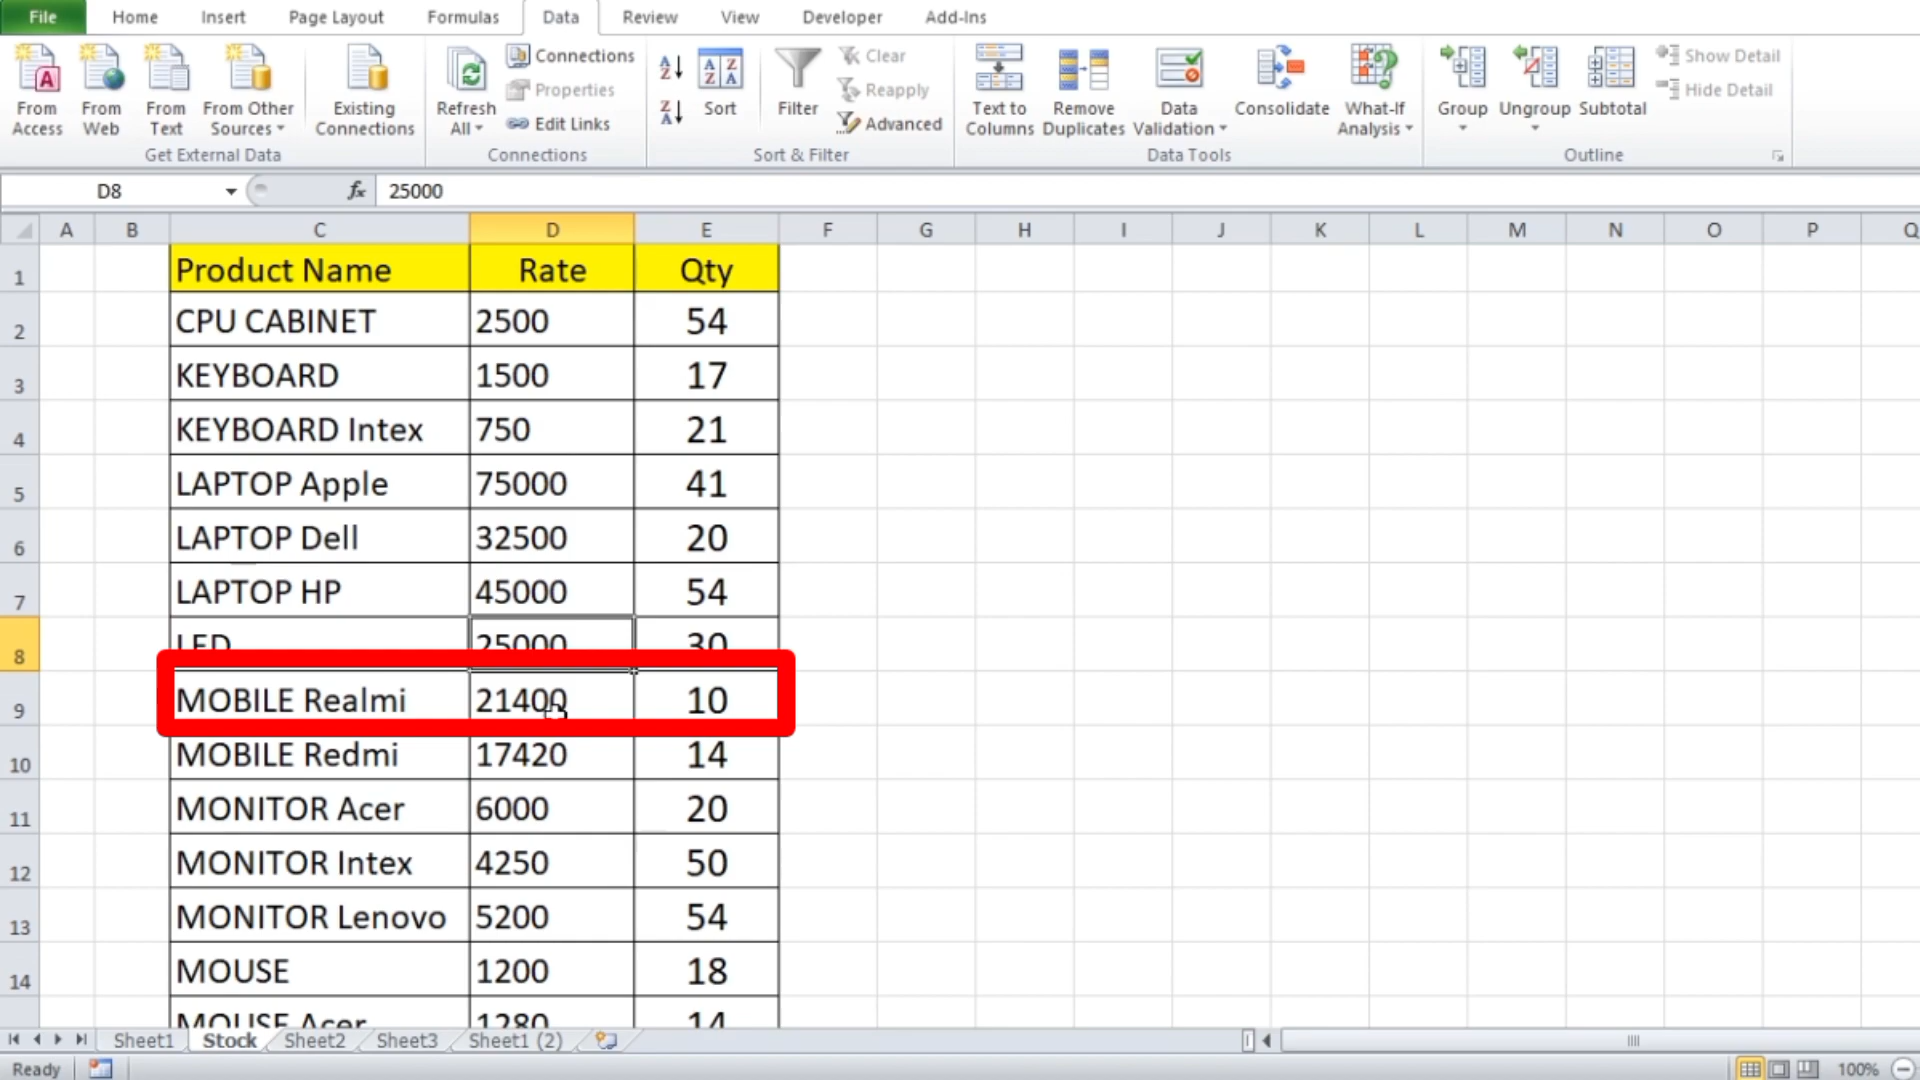 File Home Insert Page Layout Formulas Data Review View Developer Add-Ins
From Access From Web From Text From Other Sources Existing Connections Refresh All Connections Properties Edit Links Sort Filter Clear Reapply Advanced Text to Columns Remove Duplicates Data Validation Consolidate What-If Analysis Group Ungroup Subtotal Show Detail Hide Detail
Get External Data Connections Sort & Filter Data Tools Outline
D8 fx 25000
A B C D E F G H I J K L M N O P Q
1 Product Name Rate Qty
2 CPU CABINET 2500 54
3 KEYBOARD 1500 17
4 KEYBOARD Intex 750 21
5 LAPTOP Apple 75000 41
6 LAPTOP Dell 32500 20
7 LAPTOP HP 45000 54
8 LED 25000 30
9 MOBILE Realmi 21400 10
10 MOBILE Redmi 17420 14
11 MONITOR Acer 6000 20
12 MONITOR Intex 4250 50
13 MONITOR Lenovo 5200 54
14 MOUSE 1200 18
MOUSE Acer 1280 14
Sheet1 Stock Sheet2 Sheet3 Sheet1 (2)
Ready 100%